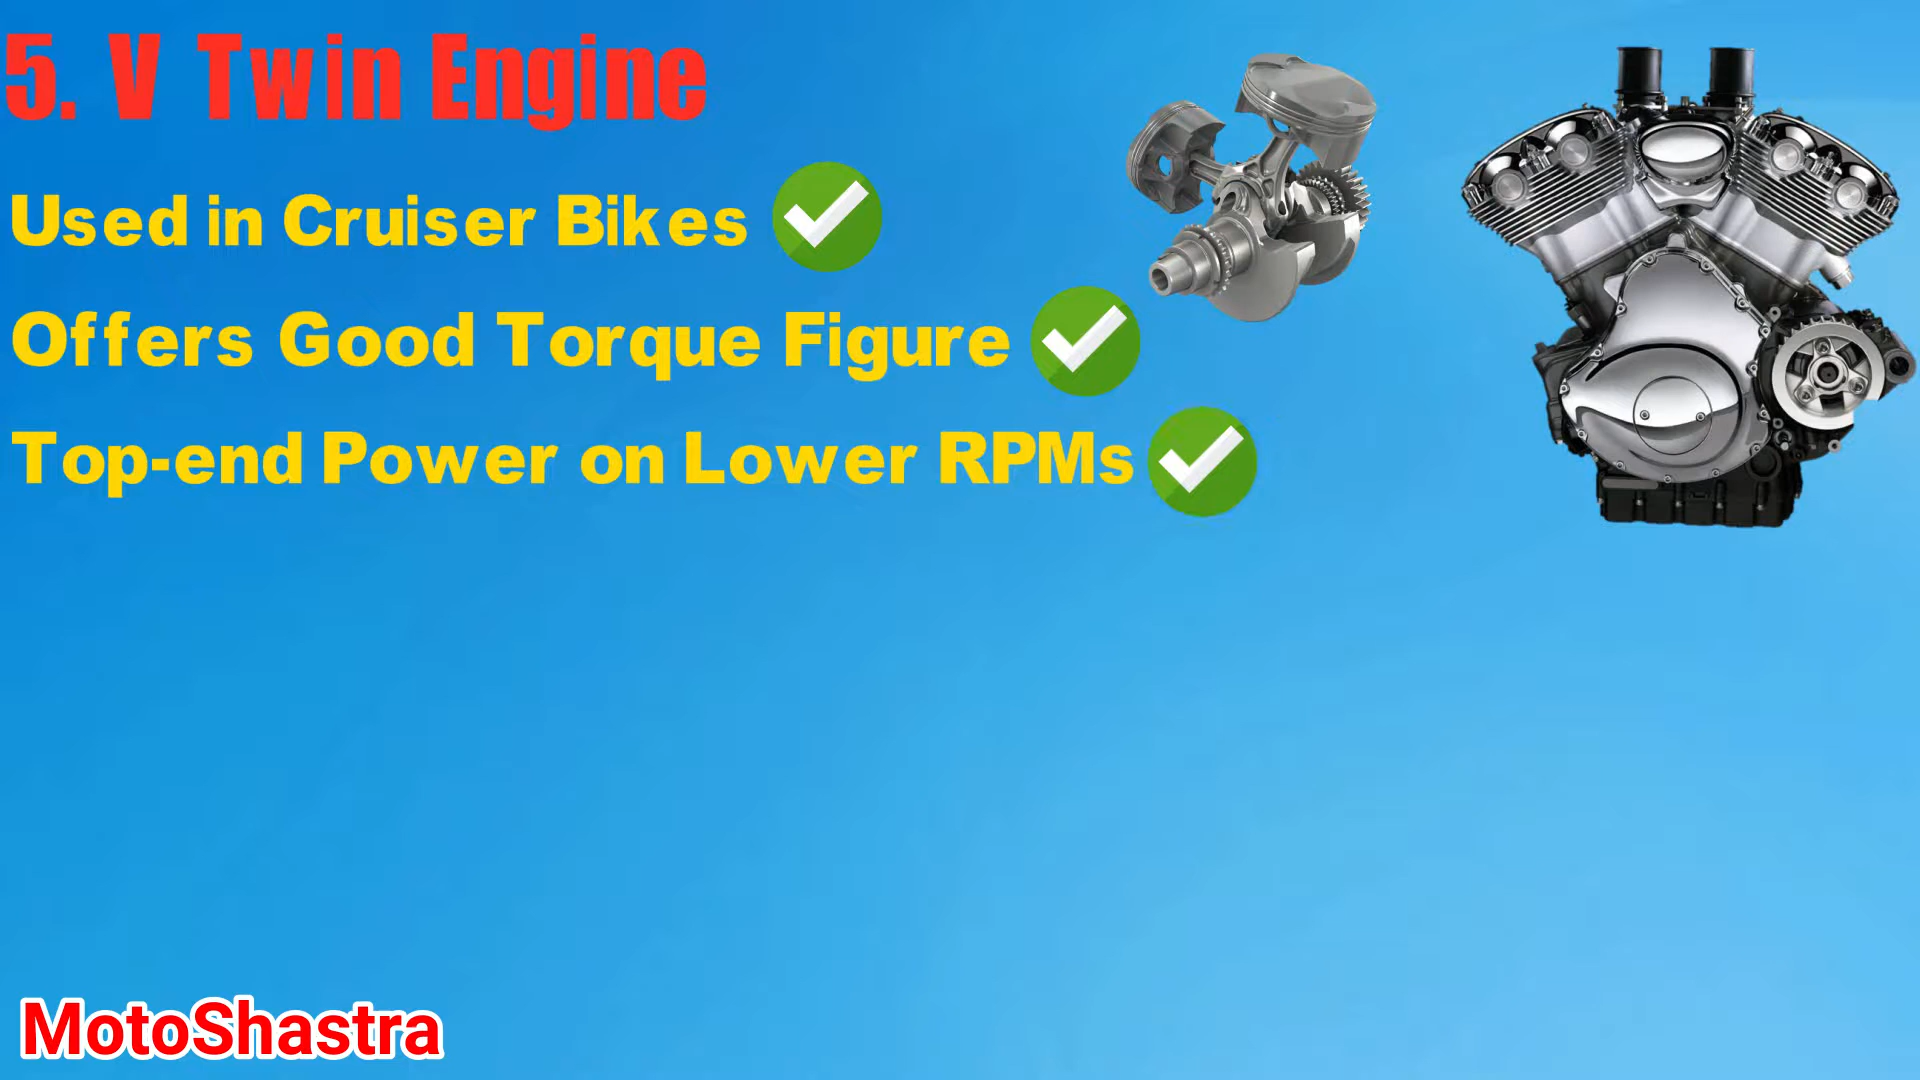 5. V Twin Engine
Used in Cruiser Bikes
Offers Good Torque Figure
Top-end Power on Lower RPMs
MotoShastra